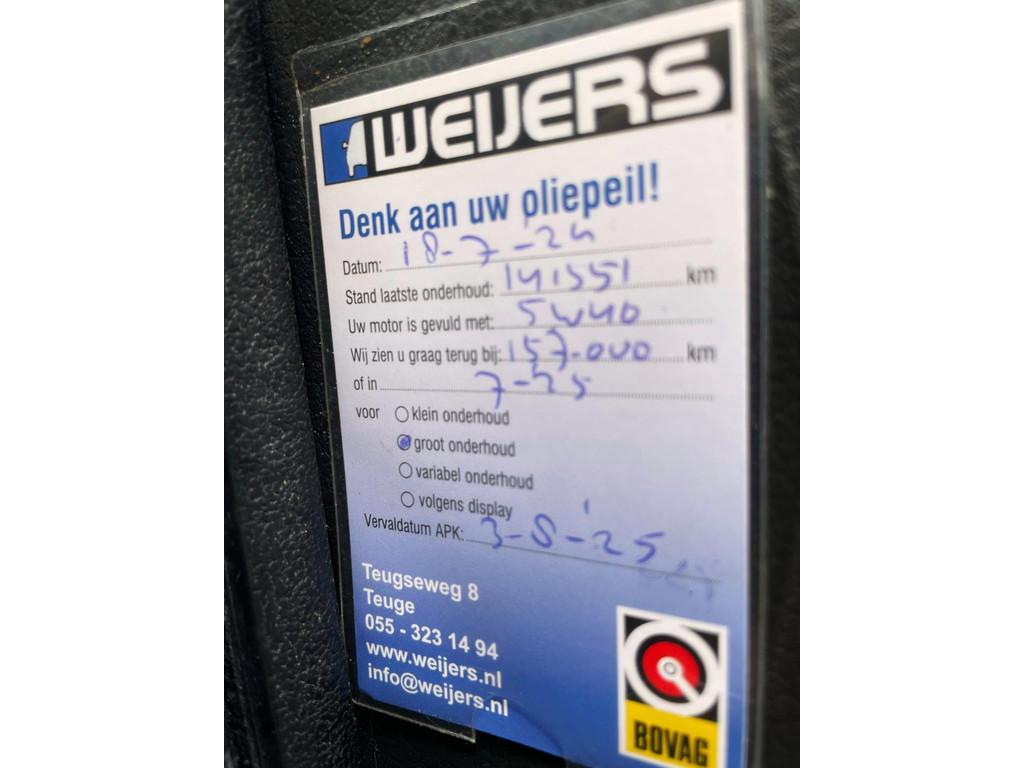 WEIJERS
Denk aan uw oliepeil!
Datum: 18-7-24
Stand laatste onderhoud: 141551 km
Uw motor is gevuld met: 5W40
Wij zien u graag terug bij: 157-000 km
of in 7-25
voor klein onderhoud
groot onderhoud
variabel onderhoud
volgens display
Vervaldatum APK: 3-8-'25
Teugseweg 8
Teuge
055 - 323 14 94
www.weijers.nl
info@weijers.nl
BOVAG